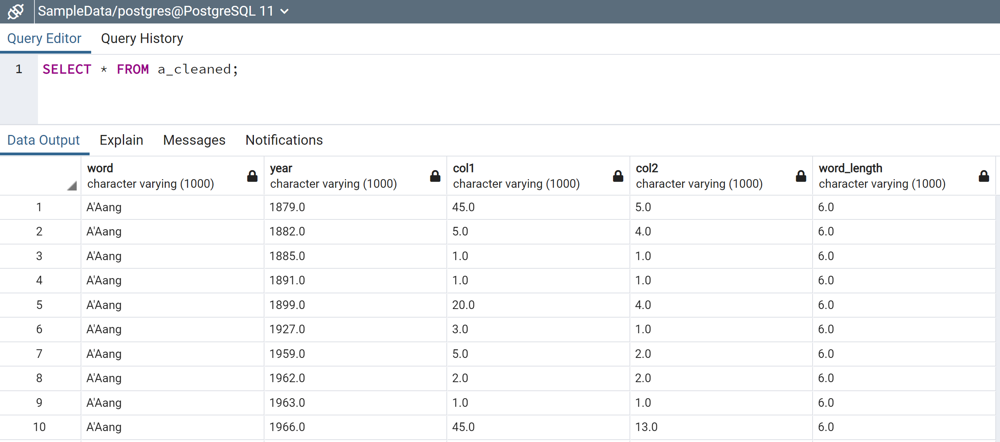 SampleData/postgres@PostgreSQL 11
Query Editor Query History
1 SELECT * FROM a_cleaned;
Data Output Explain Messages Notifications
word year col1 col2 word_length
character varying (1000) character varying (1000) character varying (1000) character varying (1000) character varying (1000)
1 A'Aang 1879.0 45.0 5.0 6.0
2 A'Aang 1882.0 5.0 4.0 6.0
3 A'Aang 1885.0 1.0 1.0 6.0
4 A'Aang 1891.0 1.0 1.0 6.0
5 A'Aang 1899.0 20.0 4.0 6.0
6 A'Aang 1927.0 3.0 1.0 6.0
7 A'Aang 1959.0 5.0 2.0 6.0
8 A'Aang 1962.0 2.0 2.0 6.0
9 A'Aang 1963.0 1.0 1.0 6.0
10 A'Aang 1966.0 45.0 13.0 6.0